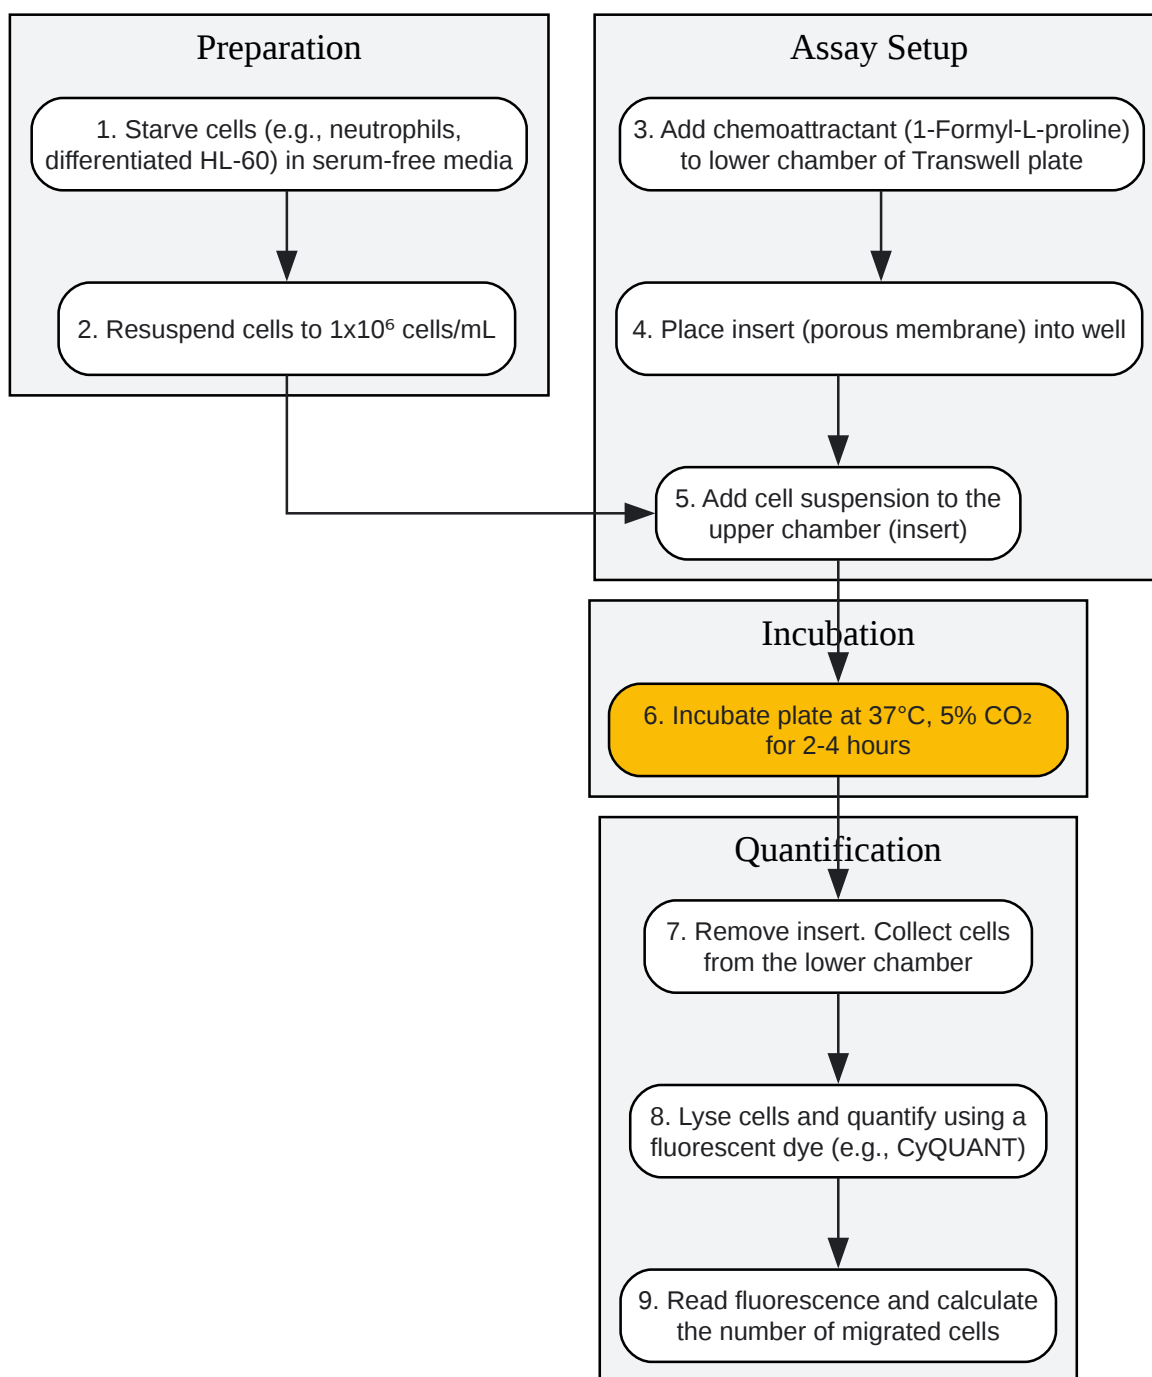 Preparation
1. Starve cells (e.g., neutrophils,
differentiated HL-60) in serum-free media
2. Resuspend cells to 1x10⁶ cells/mL
Assay Setup
3. Add chemoattractant (1-Formyl-L-proline)
to lower chamber of Transwell plate
4. Place insert (porous membrane) into well
5. Add cell suspension to the
upper chamber (insert)
Incubation
6. Incubate plate at 37°C, 5% CO₂
for 2-4 hours
Quantification
7. Remove insert. Collect cells
from the lower chamber
8. Lyse cells and quantify using a
fluorescent dye (e.g., CyQUANT)
9. Read fluorescence and calculate
the number of migrated cells